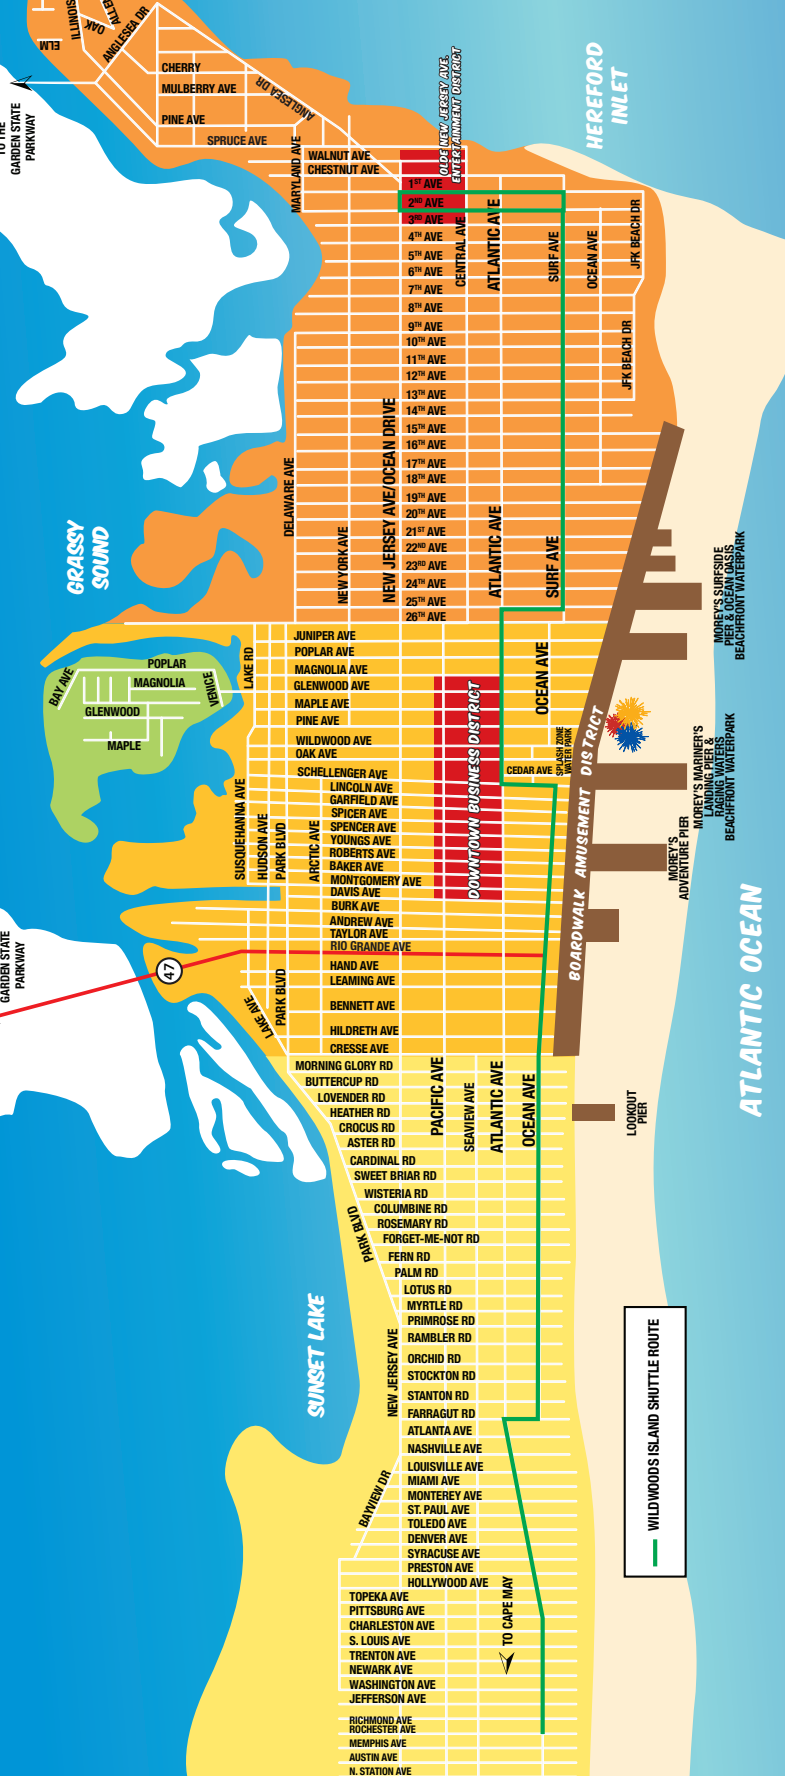 ELM
ILLINOIS
OAK
ALLEN
ANGLESEA DR
TO THE
GARDEN STATE
PARKWAY
CHERRY
MULBERRY AVE
PINE AVE
ANGLESEA DR
SPRUCE AVE
MARYLAND AVE
WALNUT AVE
CHESTNUT AVE
OLDE NEW JERSEY AVE.
ENTERTAINMENT DISTRICT
HEREFORD
INLET
1ST AVE
2ND AVE
3RD AVE
4TH AVE
5TH AVE
6TH AVE
7TH AVE
8TH AVE
9TH AVE
10TH AVE
11TH AVE
12TH AVE
13TH AVE
14TH AVE
15TH AVE
16TH AVE
17TH AVE
18TH AVE
19TH AVE
20TH AVE
21ST AVE
22ND AVE
23RD AVE
24TH AVE
25TH AVE
26TH AVE
CENTRAL AVE
ATLANTIC AVE
SURF AVE
OCEAN AVE
JFK BEACH DR
JFK BEACH DR
DELAWARE AVE
NEW YORK AVE
NEW JERSEY AVE/OCEAN DRIVE
ATLANTIC AVE
SURF AVE
GRASSY
SOUND
BAY AVE
POPLAR
MAGNOLIA
GLENWOOD
MAPLE
VENICE
LAKE RD
JUNIPER AVE
POPLAR AVE
MAGNOLIA AVE
GLENWOOD AVE
MAPLE AVE
PINE AVE
WILDWOOD AVE
OAK AVE
SCHELLENGER AVE
LINCOLN AVE
GARFIELD AVE
SPICER AVE
SPENCER AVE
YOUNGS AVE
ROBERTS AVE
BAKER AVE
MONTGOMERY AVE
DAVIS AVE
BURK AVE
ANDREW AVE
TAYLOR AVE
RIO GRANDE AVE
HAND AVE
LEAMING AVE
BENNETT AVE
HILDRETH AVE
CRESSE AVE
OCEAN AVE
DOWNTOWN BUSINESS DISTRICT
CEDAR AVE
SPLASH ZONE
WATER PARK
SUSQUEHANNA AVE
HUDSON AVE
PARK BLVD
ARCTIC AVE
BOARDWALK AMUSEMENT DISTRICT
MOREY'S SURFSIDE
PIER & OCEAN OASIS
BEACHFRONT WATERPARK
MOREY'S MARINER'S
LANDING PIER &
RAGING WATERS
BEACHFRONT WATERPARK
MOREY'S
ADVENTURE PIER
ATLANTIC OCEAN
GARDEN STATE
PARKWAY
47
LAKE AVE
PARK BLVD
MORNING GLORY RD
BUTTERCUP RD
LOVENDER RD
HEATHER RD
CROCUS RD
ASTER RD
CARDINAL RD
SWEET BRIAR RD
WISTERIA RD
COLUMBINE RD
ROSEMARY RD
FORGET-ME-NOT RD
FERN RD
PALM RD
LOTUS RD
MYRTLE RD
PRIMROSE RD
RAMBLER RD
ORCHID RD
STOCKTON RD
STANTON RD
FARRAGUT RD
ATLANTA AVE
NASHVILLE AVE
LOUISVILLE AVE
MIAMI AVE
MONTEREY AVE
ST. PAUL AVE
TOLEDO AVE
DENVER AVE
SYRACUSE AVE
PRESTON AVE
HOLLYWOOD AVE
TOPEKA AVE
PITTSBURG AVE
CHARLESTON AVE
S. LOUIS AVE
TRENTON AVE
NEWARK AVE
WASHINGTON AVE
JEFFERSON AVE
RICHMOND AVE
ROCHESTER AVE
MEMPHIS AVE
AUSTIN AVE
N. STATION AVE
PACIFIC AVE
SEAVIEW AVE
ATLANTIC AVE
OCEAN AVE
LOOKOUT
PIER
PARK BLVD
SUNSET LAKE
NEW JERSEY AVE
BAYVIEW DR
TO CAPE MAY
WILDWOODS ISLAND SHUTTLE ROUTE